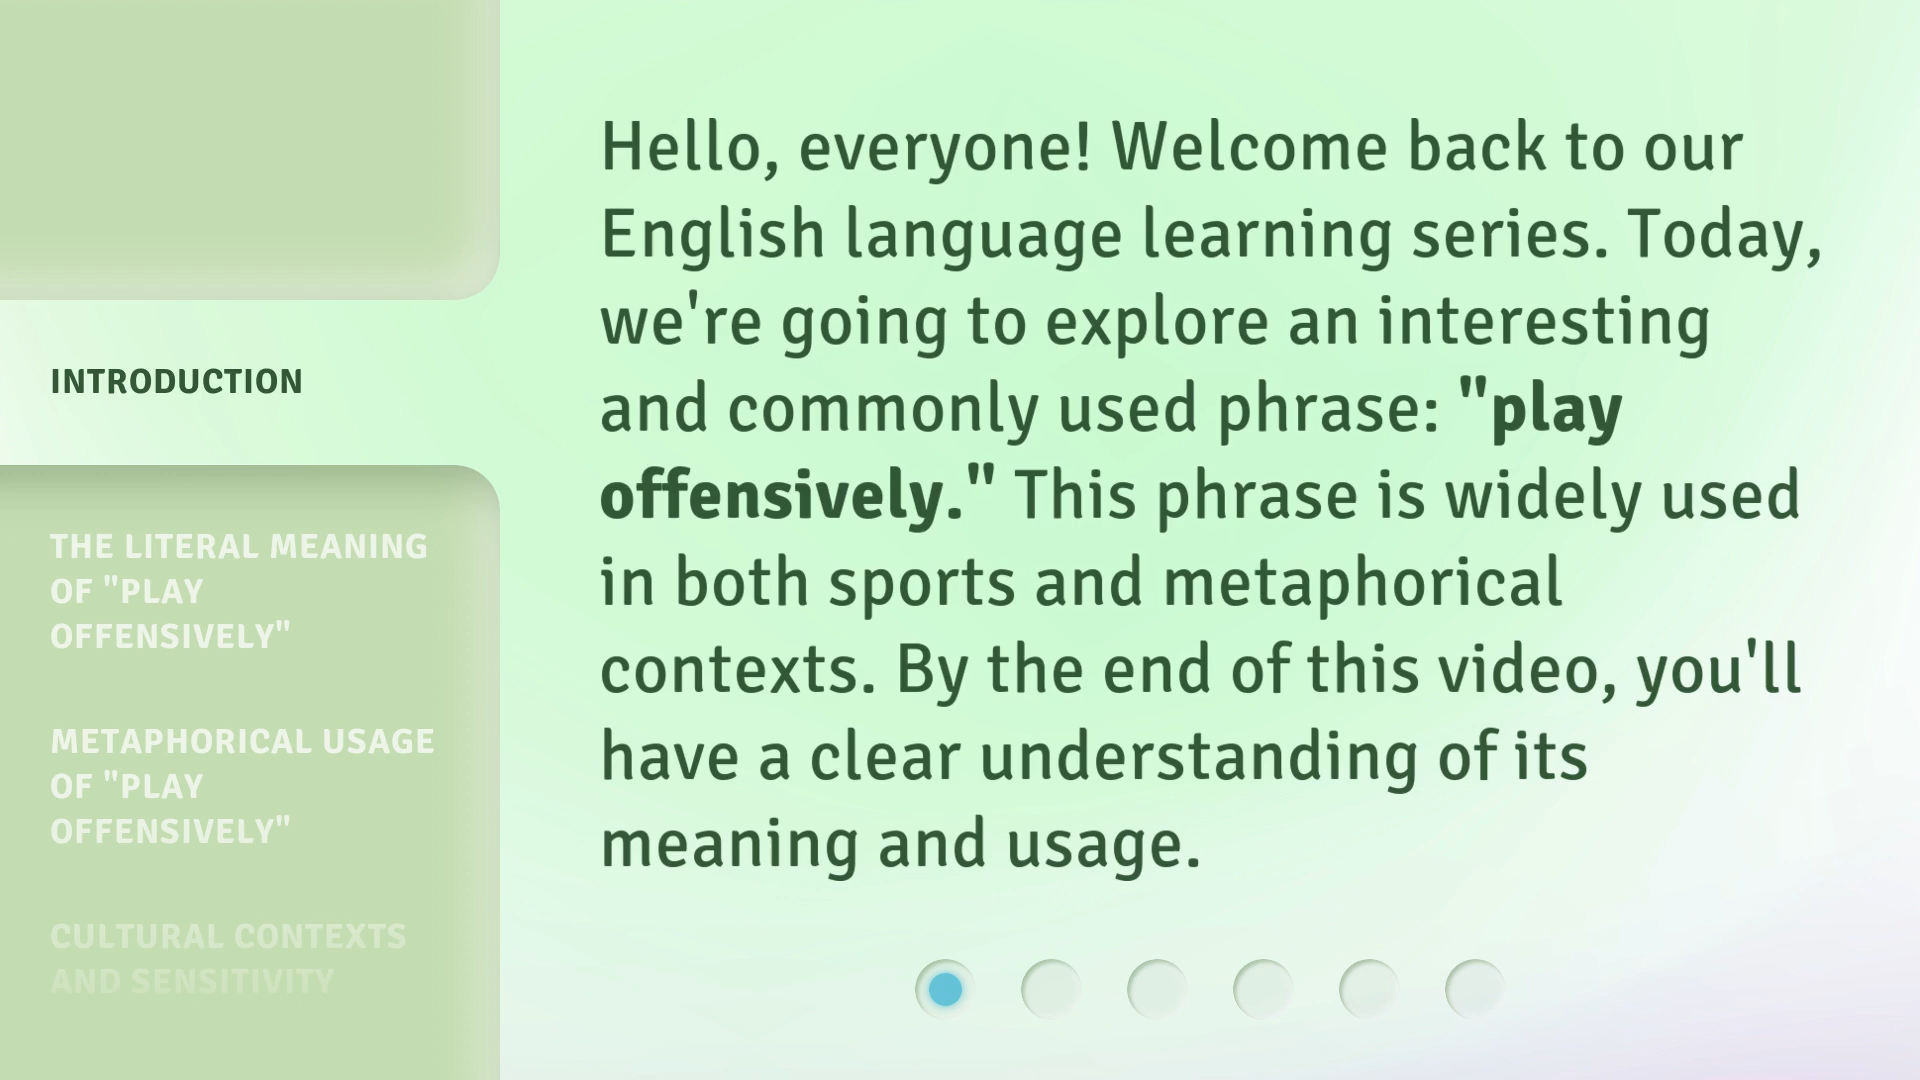 INTRODUCTION
THE LITERAL MEANING
OF "PLAY
OFFENSIVELY"
METAPHORICAL USAGE
OF "PLAY
OFFENSIVELY"
CULTURAL CONTEXTS
AND SENSITIVITY
Hello, everyone! Welcome back to our
English language learning series. Today,
we're going to explore an interesting
and commonly used phrase: "play
offensively." This phrase is widely used
in both sports and metaphorical
contexts. By the end of this video, you'll
have a clear understanding of its
meaning and usage.